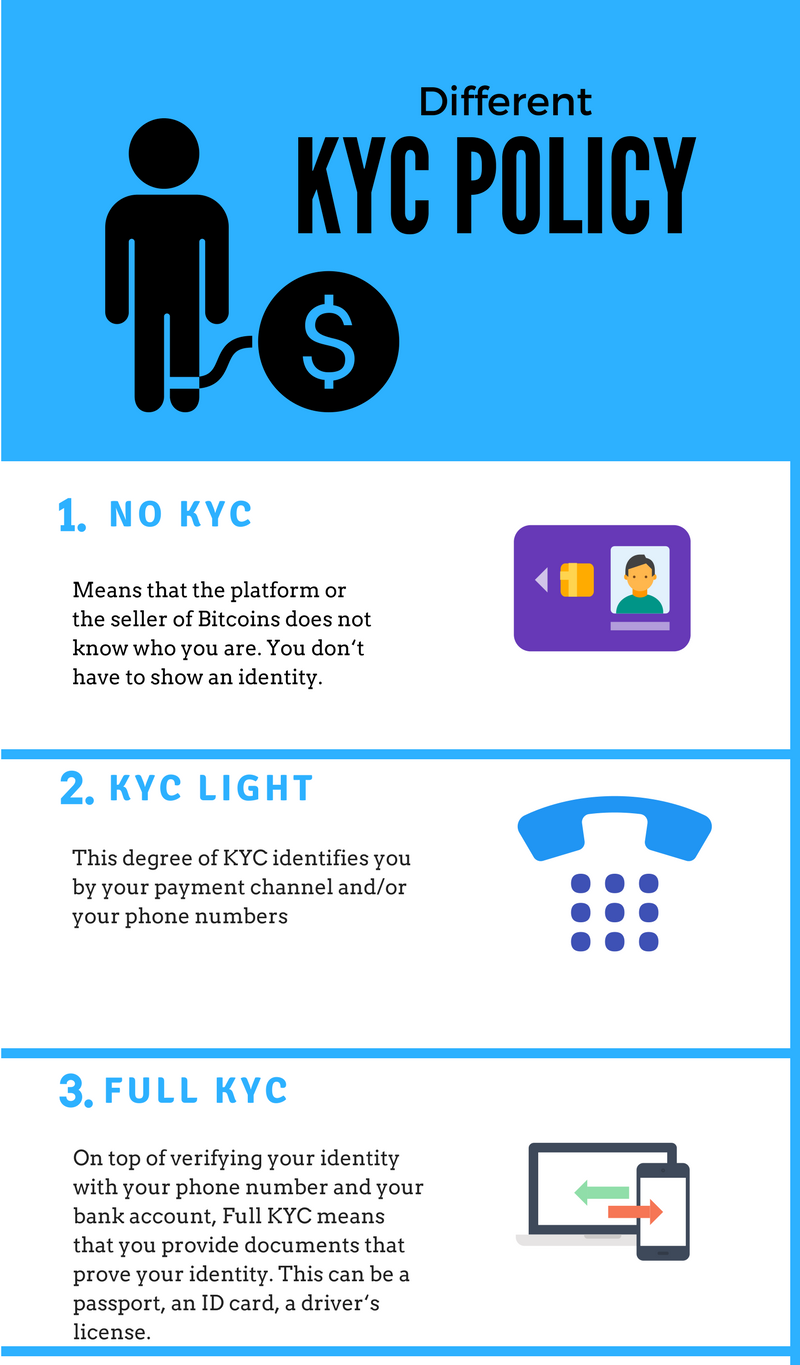 Different
KYC POLICY
$
1. NO KYC
Means that the platform or
the seller of Bitcoins does not
know who you are. You don‘t
have to show an identity.
2. KYC LIGHT
This degree of KYC identifies you
by your payment channel and/or
your phone numbers
3. FULL KYC
On top of verifying your identity
with your phone number and your
bank account, Full KYC means
that you provide documents that
prove your identity. This can be a
passport, an ID card, a driver‘s
license.